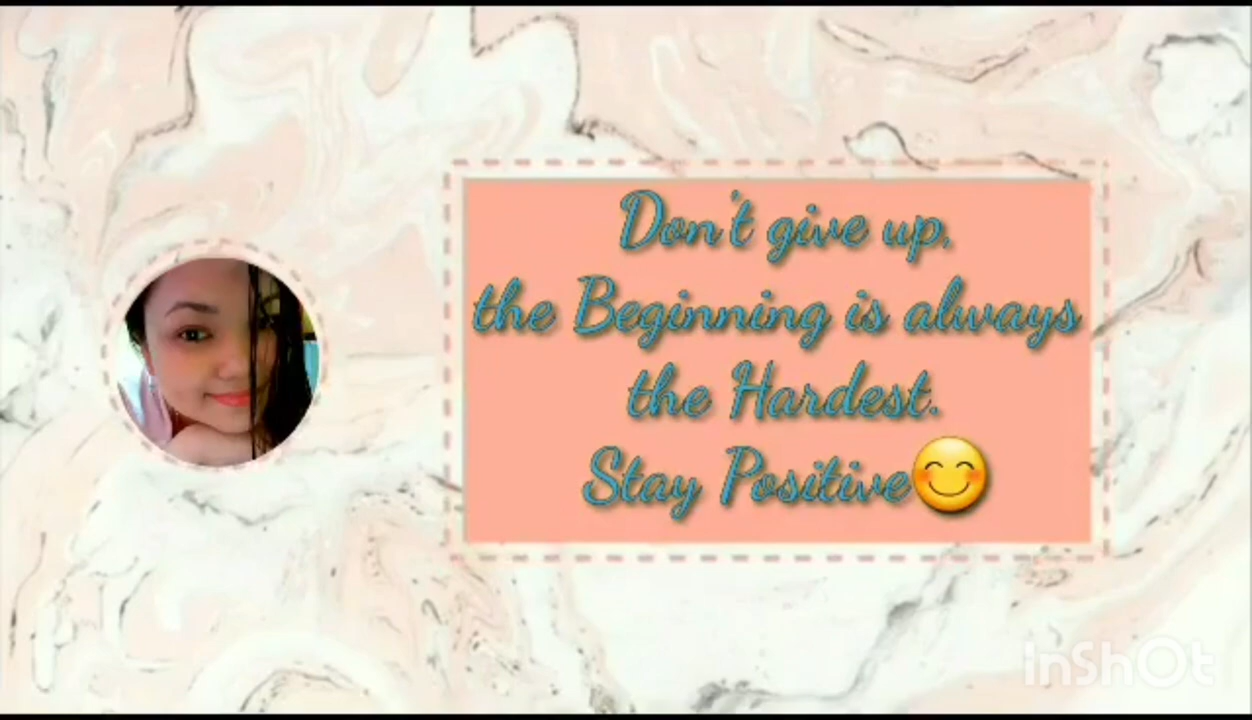 Don't give up,
the Beginning is always
the Hardest.
Stay Positive😊
InShOt